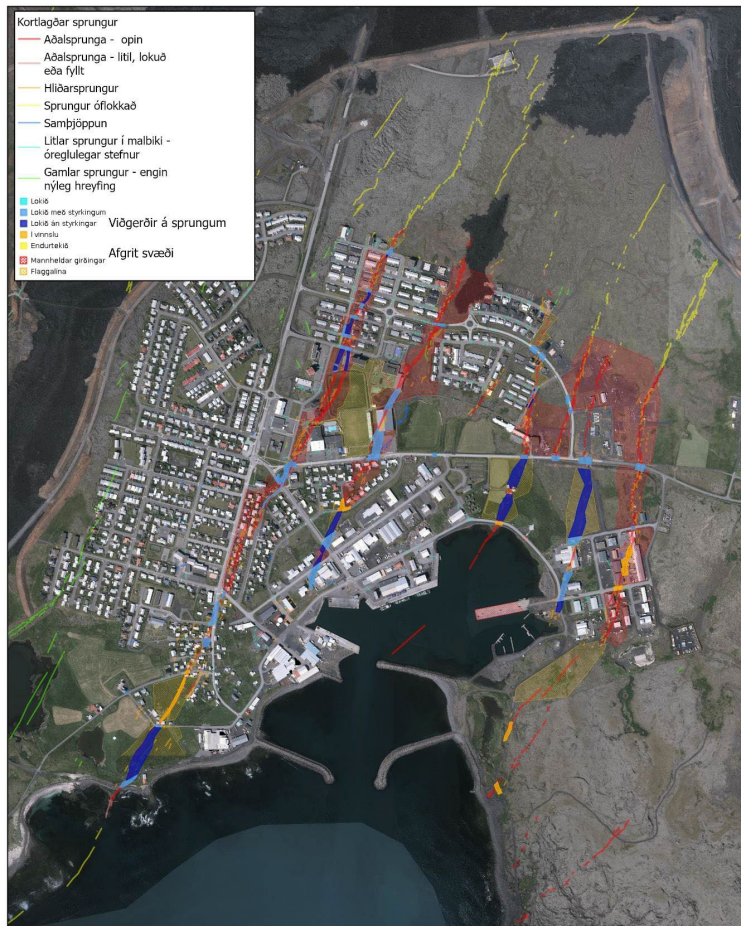 Kortlagðar sprungur
Aðalsprunga - opin
Aðalsprunga - litil, lokuð
eða fyllt
Hliðarsprungur
Sprungur óflokkað
Samþjöppun
Litlar sprungur í malbiki -
óreglulegar stefnur
Gamlar sprungur - engin
nýleg hreyfing
Lokið
Lokið með styrkingum
Lokið án styrkingar
Í vinnslu
Endurtekið
Viðgerðir á sprungum
Afgrit svæði
Mannheldar girðingar
Flaggalína